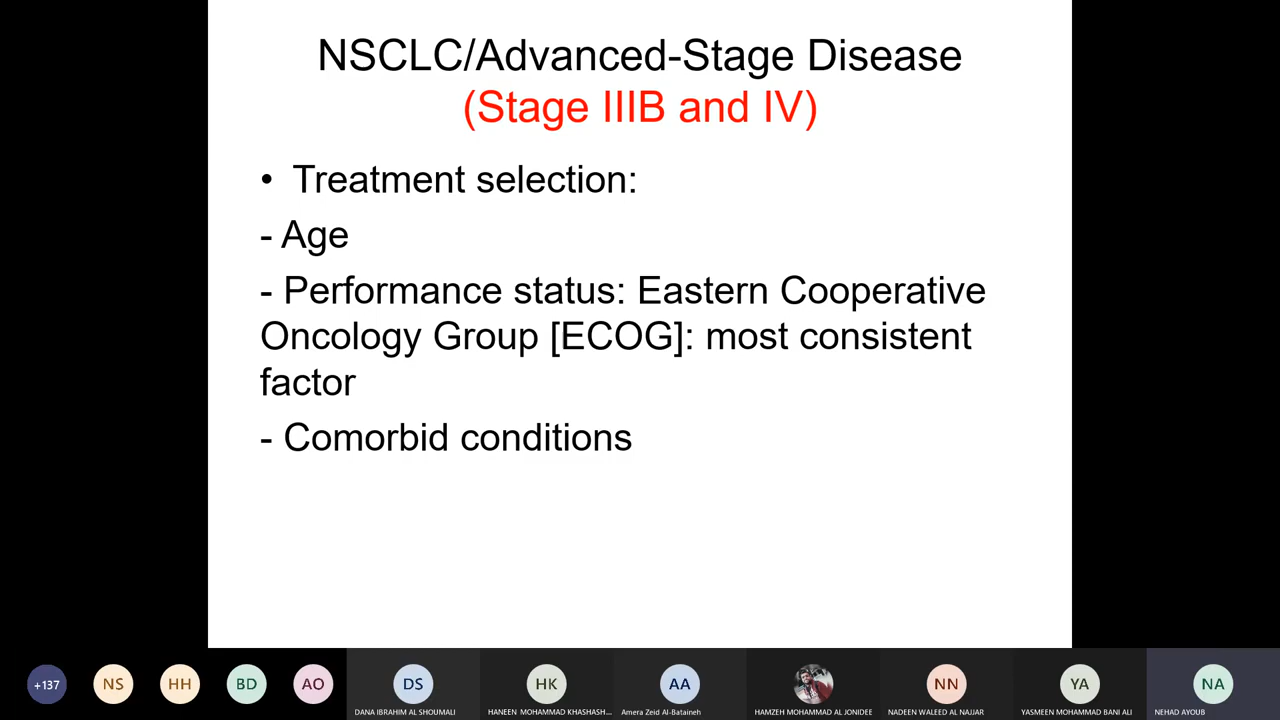 NSCLC/Advanced-Stage Disease
(Stage IIIB and IV)
• Treatment selection:
- Age
- Performance status: Eastern Cooperative
Oncology Group [ECOG]: most consistent
factor
- Comorbid conditions
+137
NS
HH
BD
AO
DS
HK
AA
NN
YA
NA
DANA IBRAHIM AL SHOUMALI
HANEEN MOHAMMAD KHASHASH...
Amera Zeid Al-Bataineh
HAMZEH MOHAMMAD AL JONIDEE
NADEEN WALEED AL NAJJAR
YASMEEN MOHAMMAD BANI ALI
NEHAD AYOUB